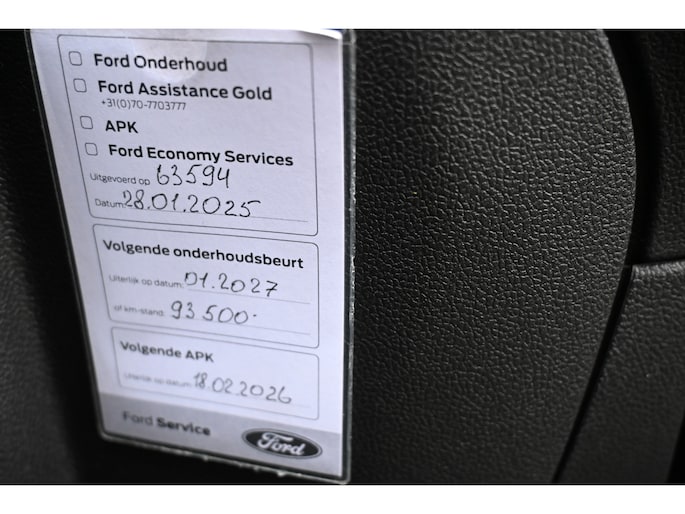 Ford Onderhoud
Ford Assistance Gold
+31(0)70-7703777
APK
Ford Economy Services
Uitgevoerd op 63594
Datum: 28.01.2025
Volgende onderhoudsbeurt
Uiterlijk op datum: 01.2027
of km-stand: 93500.-
Volgende APK
Uiterlijk op datum: 18.02.2026
Ford Service
Ford